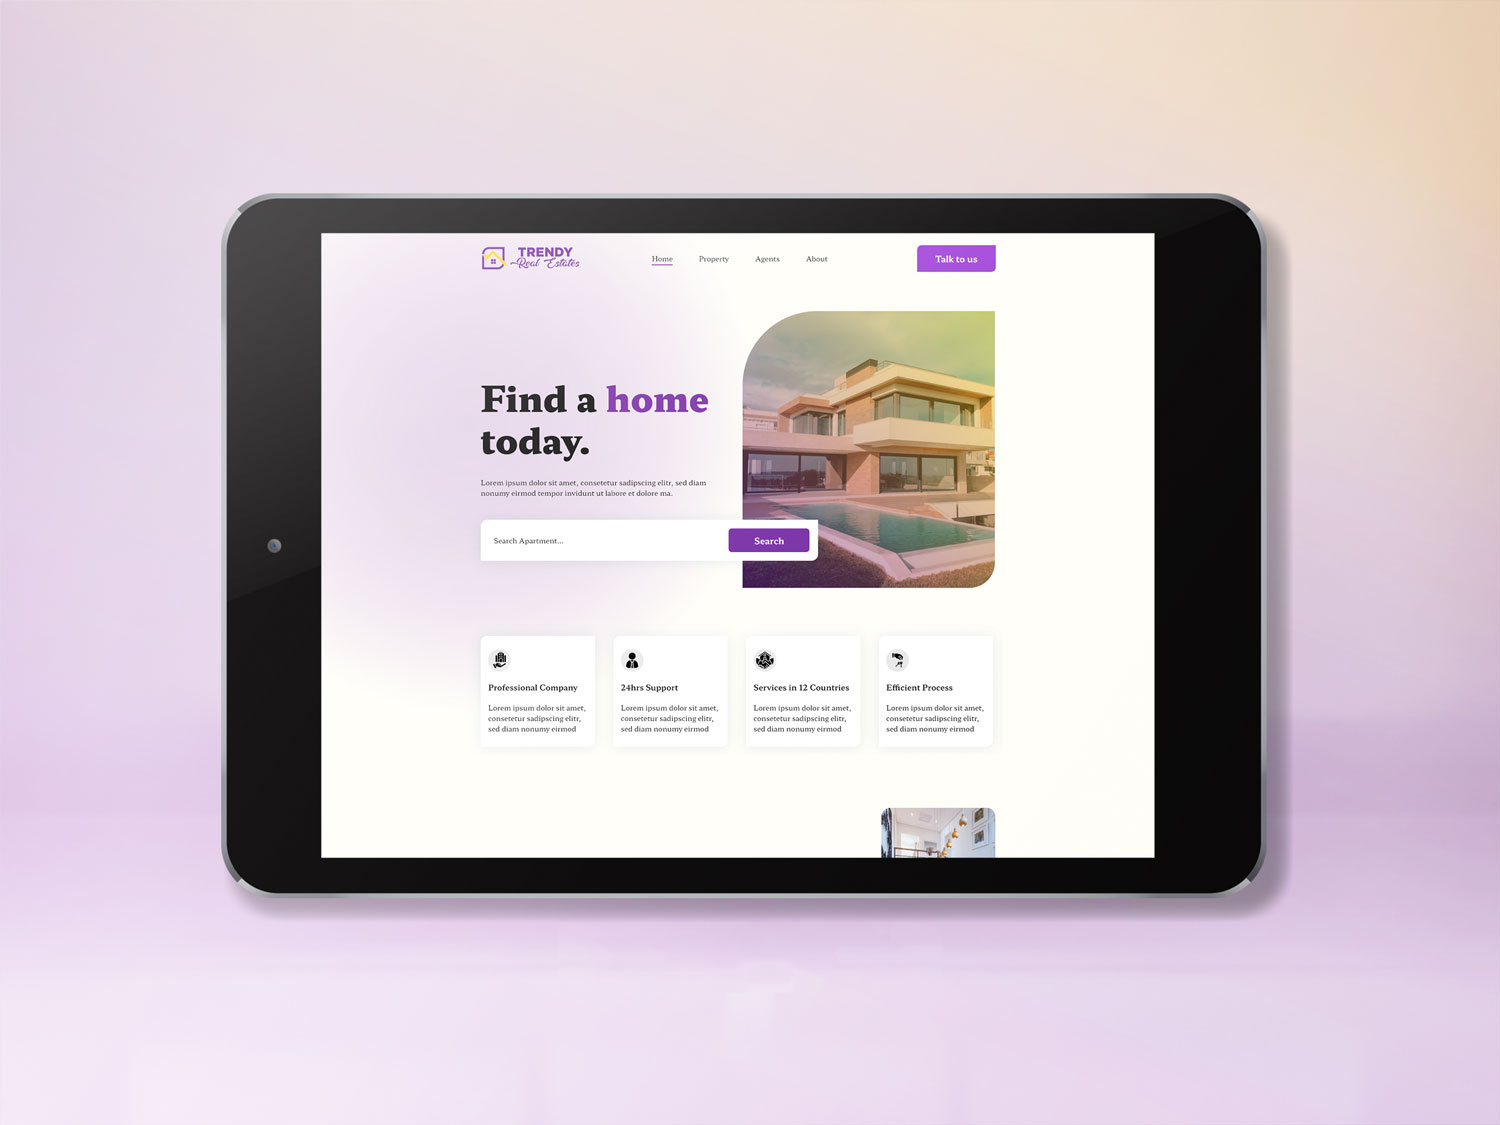 TRENDY
Real Estates
Home
Property
Agents
About
Talk to us
Find a home
today.
Lorem ipsum dolor sit amet, consetetur sadipscing elitr, sed diam
nonumy eirmod tempor invidunt ut labore et dolore ma.
Search Apartment...
Search
Professional Company
Lorem ipsum dolor sit amet,
consetetur sadipscing elitr,
sed diam nonumy eirmod
24hrs Support
Lorem ipsum dolor sit amet,
consetetur sadipscing elitr,
sed diam nonumy eirmod
Services in 12 Countries
Lorem ipsum dolor sit amet,
consetetur sadipscing elitr,
sed diam nonumy eirmod
Efficient Process
Lorem ipsum dolor sit amet,
consetetur sadipscing elitr,
sed diam nonumy eirmod